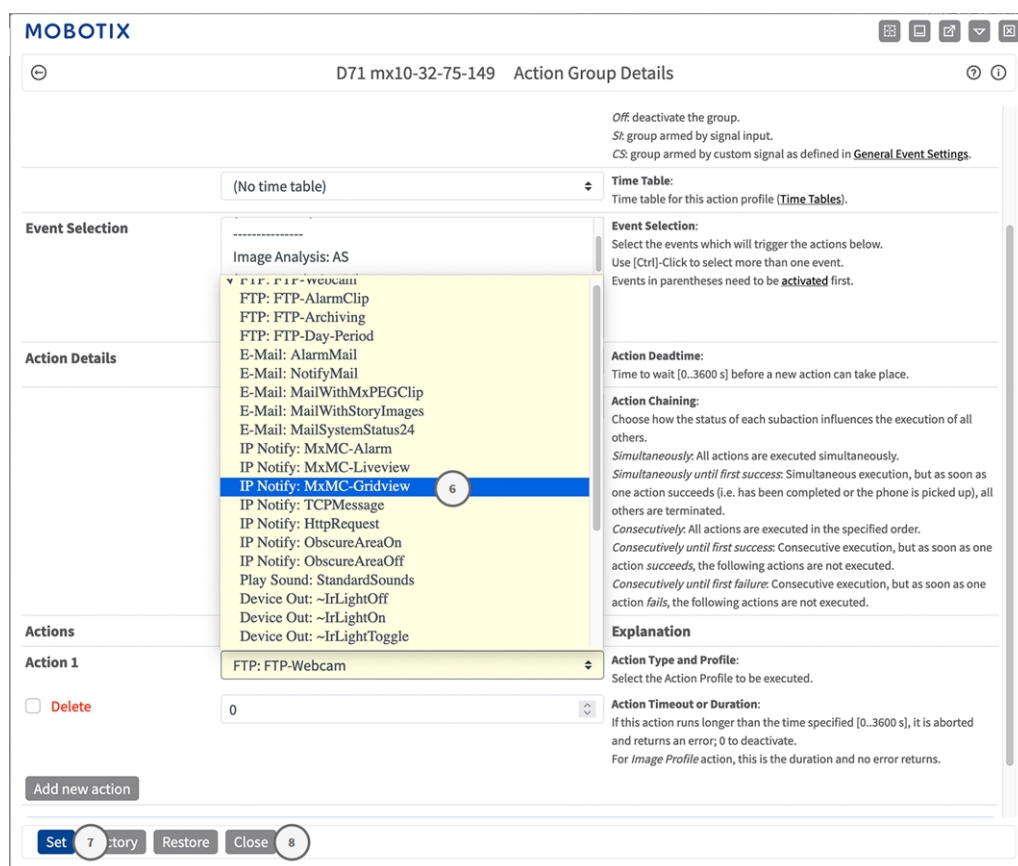 MOBOTIX
D71 mx10-32-75-149 Action Group Details
Off: deactivate the group.
SI: group armed by signal input.
CS: group armed by custom signal as defined in General Event Settings.
(No time table)
Time Table:
Time table for this action profile (Time Tables).
Event Selection
---------------
Image Analysis: AS
Event Selection:
Select the events which will trigger the actions below.
Use [Ctrl]-Click to select more than one event.
Events in parentheses need to be activated first.
FTP: FTP-Webcam
FTP: FTP-AlarmClip
FTP: FTP-Archiving
FTP: FTP-Day-Period
E-Mail: AlarmMail
E-Mail: NotifyMail
E-Mail: MailWithMxPEGClip
E-Mail: MailWithStoryImages
E-Mail: MailSystemStatus24
IP Notify: MxMC-Alarm
IP Notify: MxMC-Liveview
IP Notify: MxMC-Gridview 6
IP Notify: TCPMessage
IP Notify: HttpRequest
IP Notify: ObscureAreaOn
IP Notify: ObscureAreaOff
Play Sound: StandardSounds
Device Out: ~IrLightOff
Device Out: ~IrLightOn
Device Out: ~IrLightToggle
Action Details
Action Deadtime:
Time to wait [0..3600 s] before a new action can take place.
Action Chaining:
Choose how the status of each subaction influences the execution of all
others.
Simultaneously: All actions are executed simultaneously.
Simultaneously until first success: Simultaneous execution, but as soon as
one action succeeds (i.e. has been completed or the phone is picked up), all
others are terminated.
Consecutively: All actions are executed in the specified order.
Consecutively until first success: Consecutive execution, but as soon as one
action succeeds, the following actions are not executed.
Consecutively until first failure: Consecutive execution, but as soon as one
action fails, the following actions are not executed.
Actions
Explanation
Action 1
FTP: FTP-Webcam
Action Type and Profile:
Select the Action Profile to be executed.
Delete
0
Action Timeout or Duration:
If this action runs longer than the time specified [0..3600 s], it is aborted
and returns an error; 0 to deactivate.
For Image Profile action, this is the duration and no error returns.
Add new action
Set 7 tory Restore Close 8